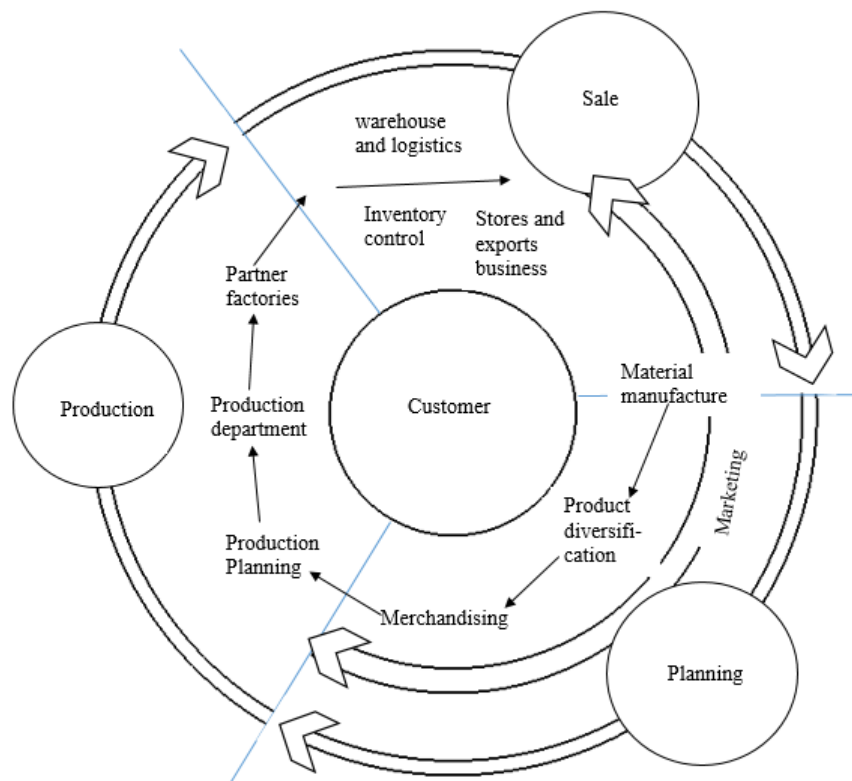 Sale
warehouse
and logistics
Inventory
control
Stores and
exports
business
Partner
factories
Production
Production
department
Customer
Material
manufacture
Marketing
Product
diversifi-
cation
Production
Planning
Merchandising
Planning